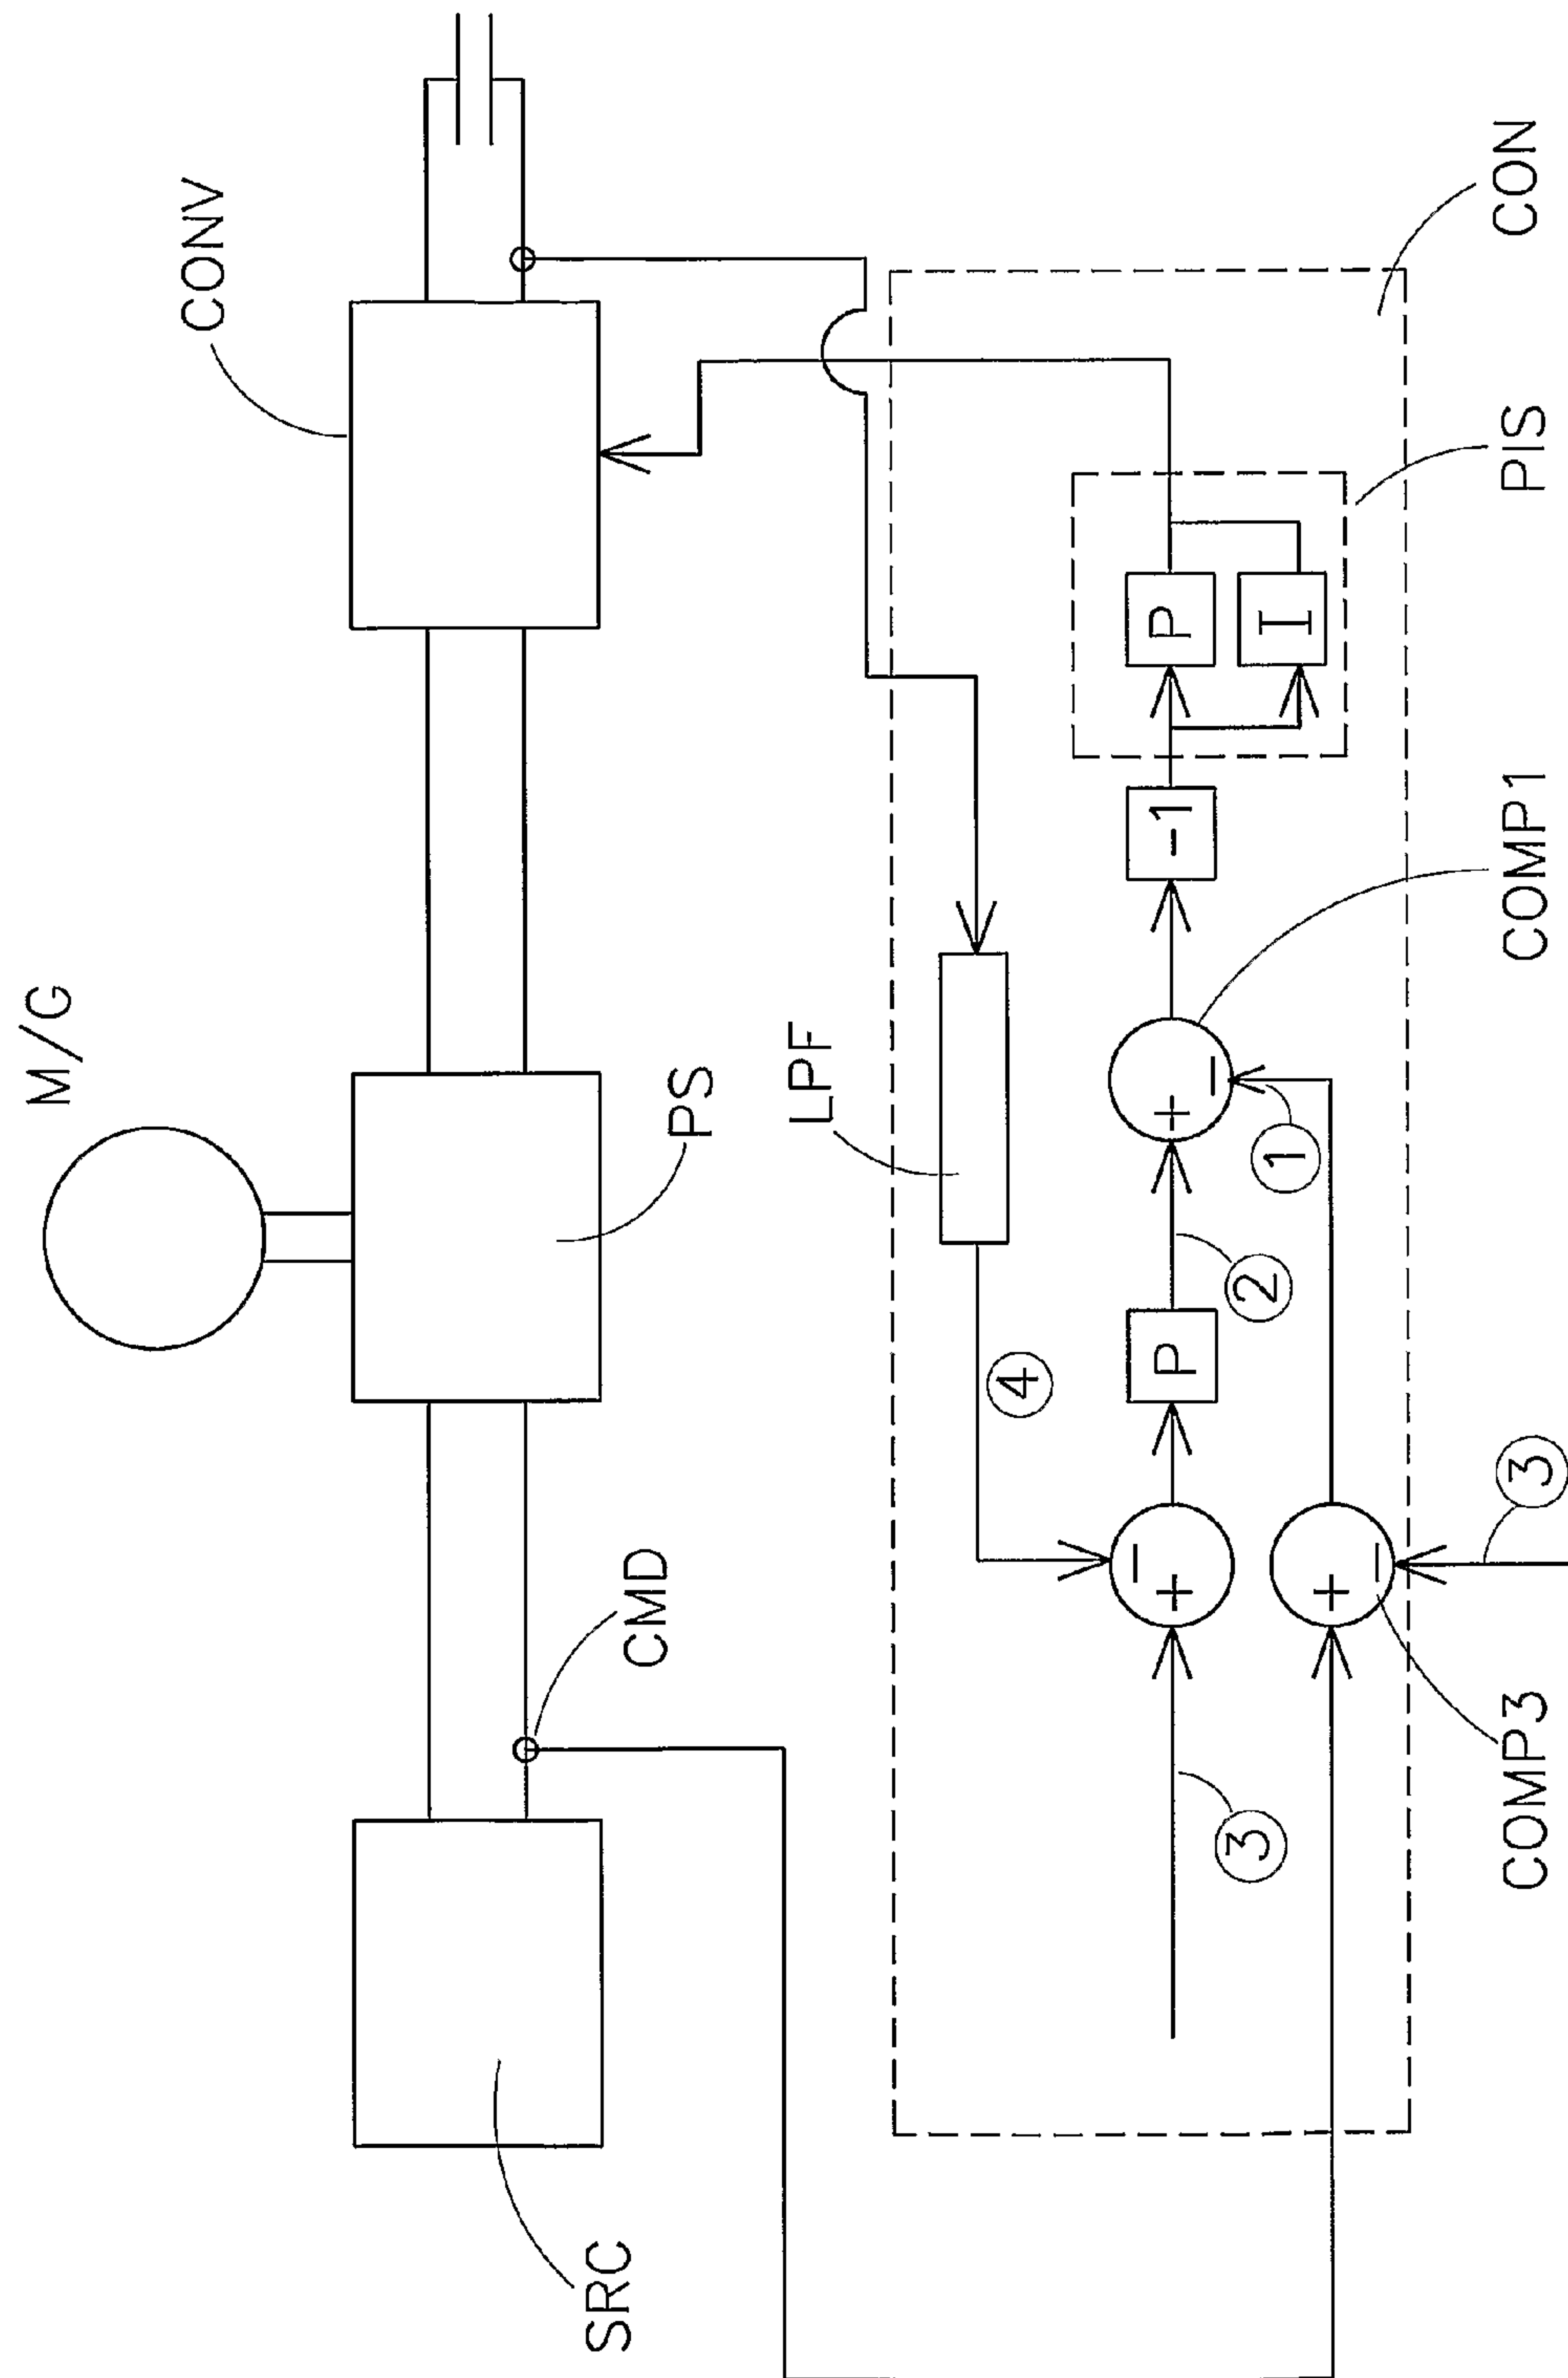 M/G
CONV
PS
SRC
CMD
LPF
④
③
+
−
P
②
+
−
①
-1
P
I
+
−
③
COMP3
COMP1
PIS
CON